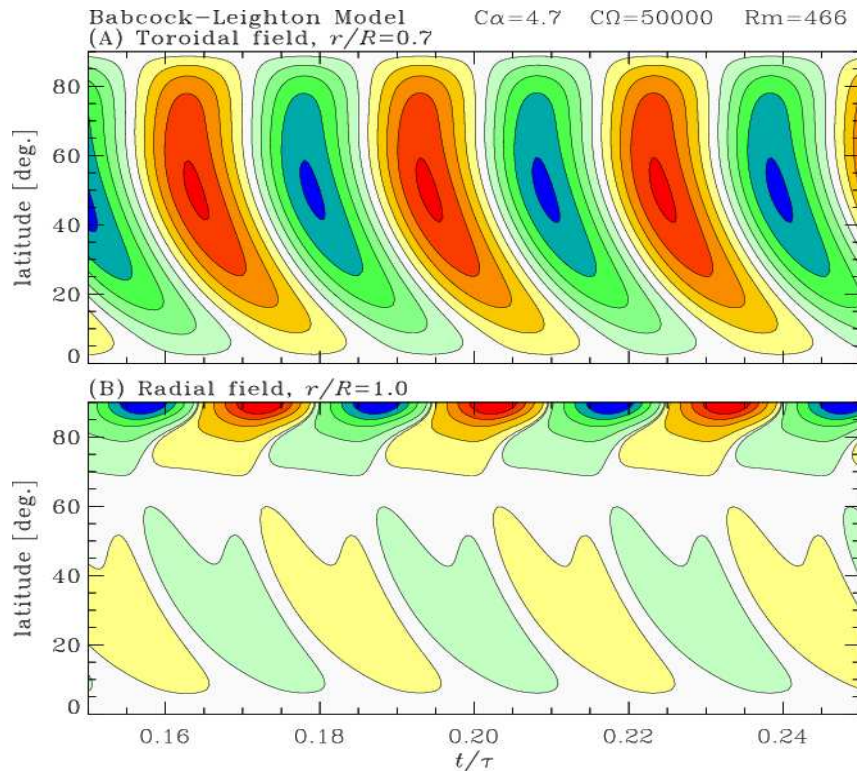 Babcock-Leighton Model Cα=4.7 CΩ=50000 Rm=466
(A) Toroidal field, r/R=0.7
80
60
40
20
0
latitude [deg.]
(B) Radial field, r/R=1.0
80
60
40
20
0
latitude [deg.]
0.16 0.18 0.20 0.22 0.24
t/τ